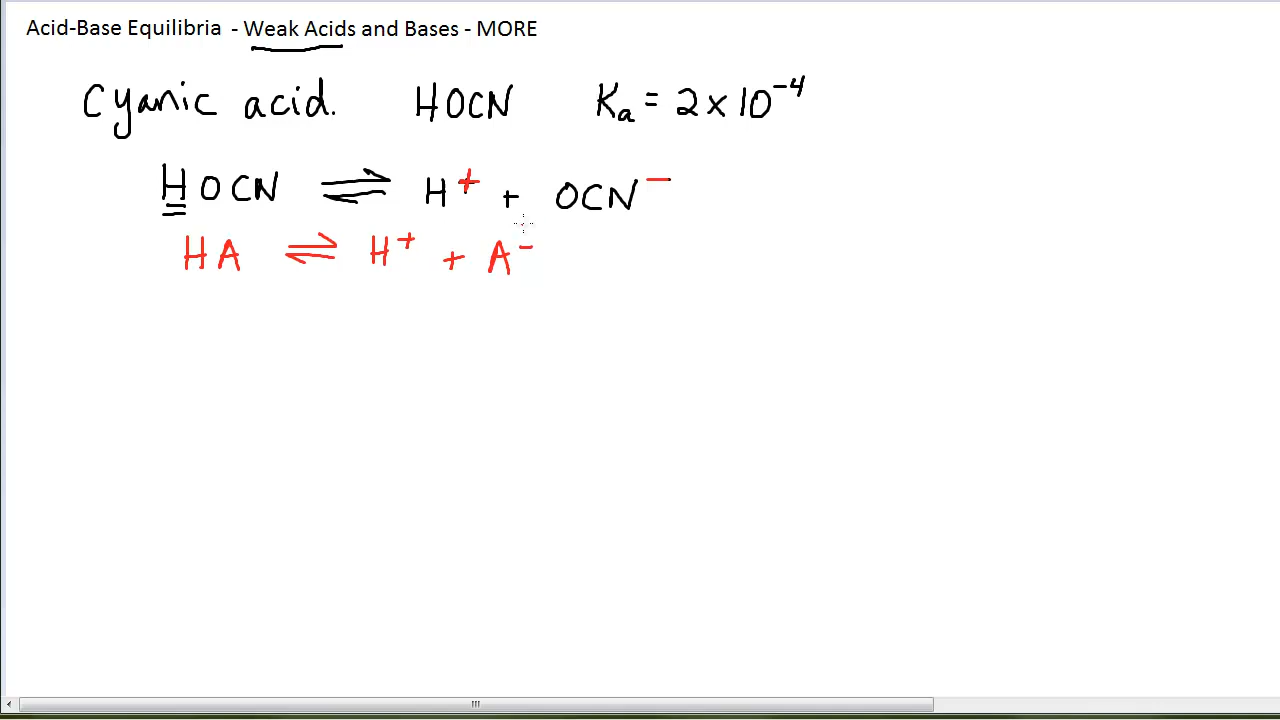 Acid-Base Equilibria - Weak Acids and Bases - MORE
Cyanic acid. HOCN Ka = 2 x 10⁻⁴
HOCN ⇌ H⁺ + OCN⁻
HA ⇌ H⁺ + A⁻